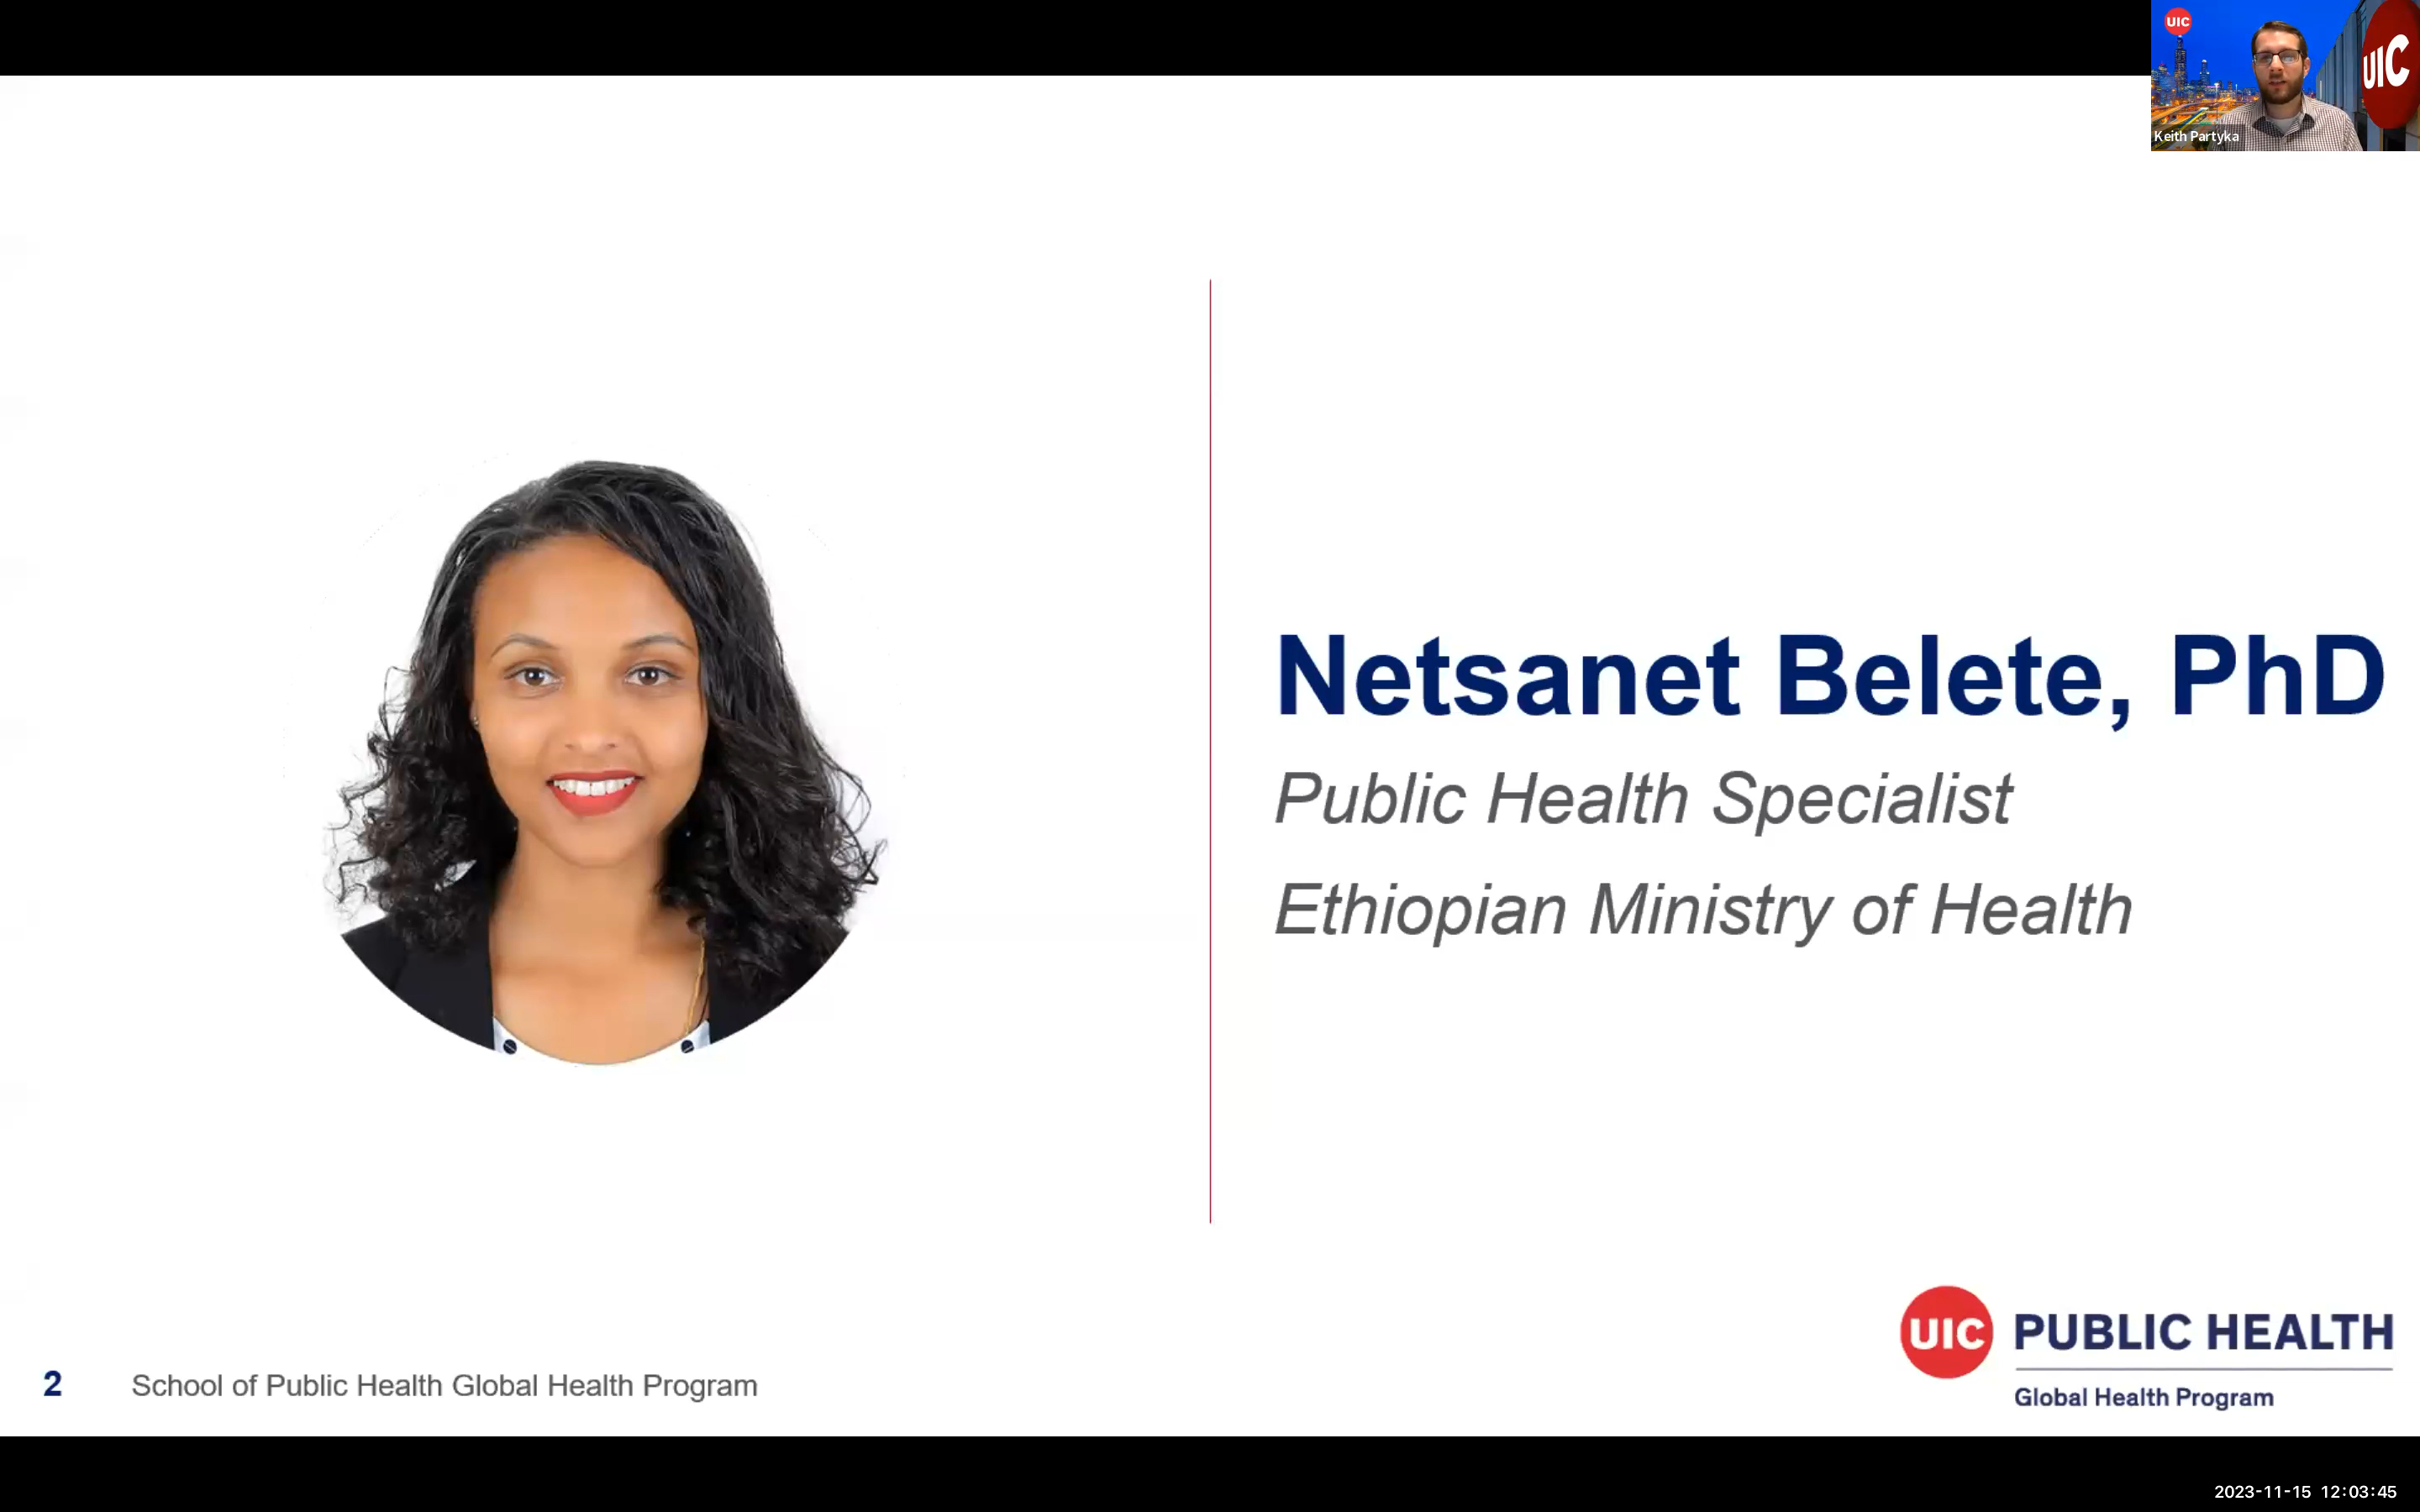 UIC
UIC
Keith Partyka
Netsanet Belete, PhD
Public Health Specialist
Ethiopian Ministry of Health
UIC PUBLIC HEALTH
Global Health Program
2 School of Public Health Global Health Program
2023-11-15 12:03:45